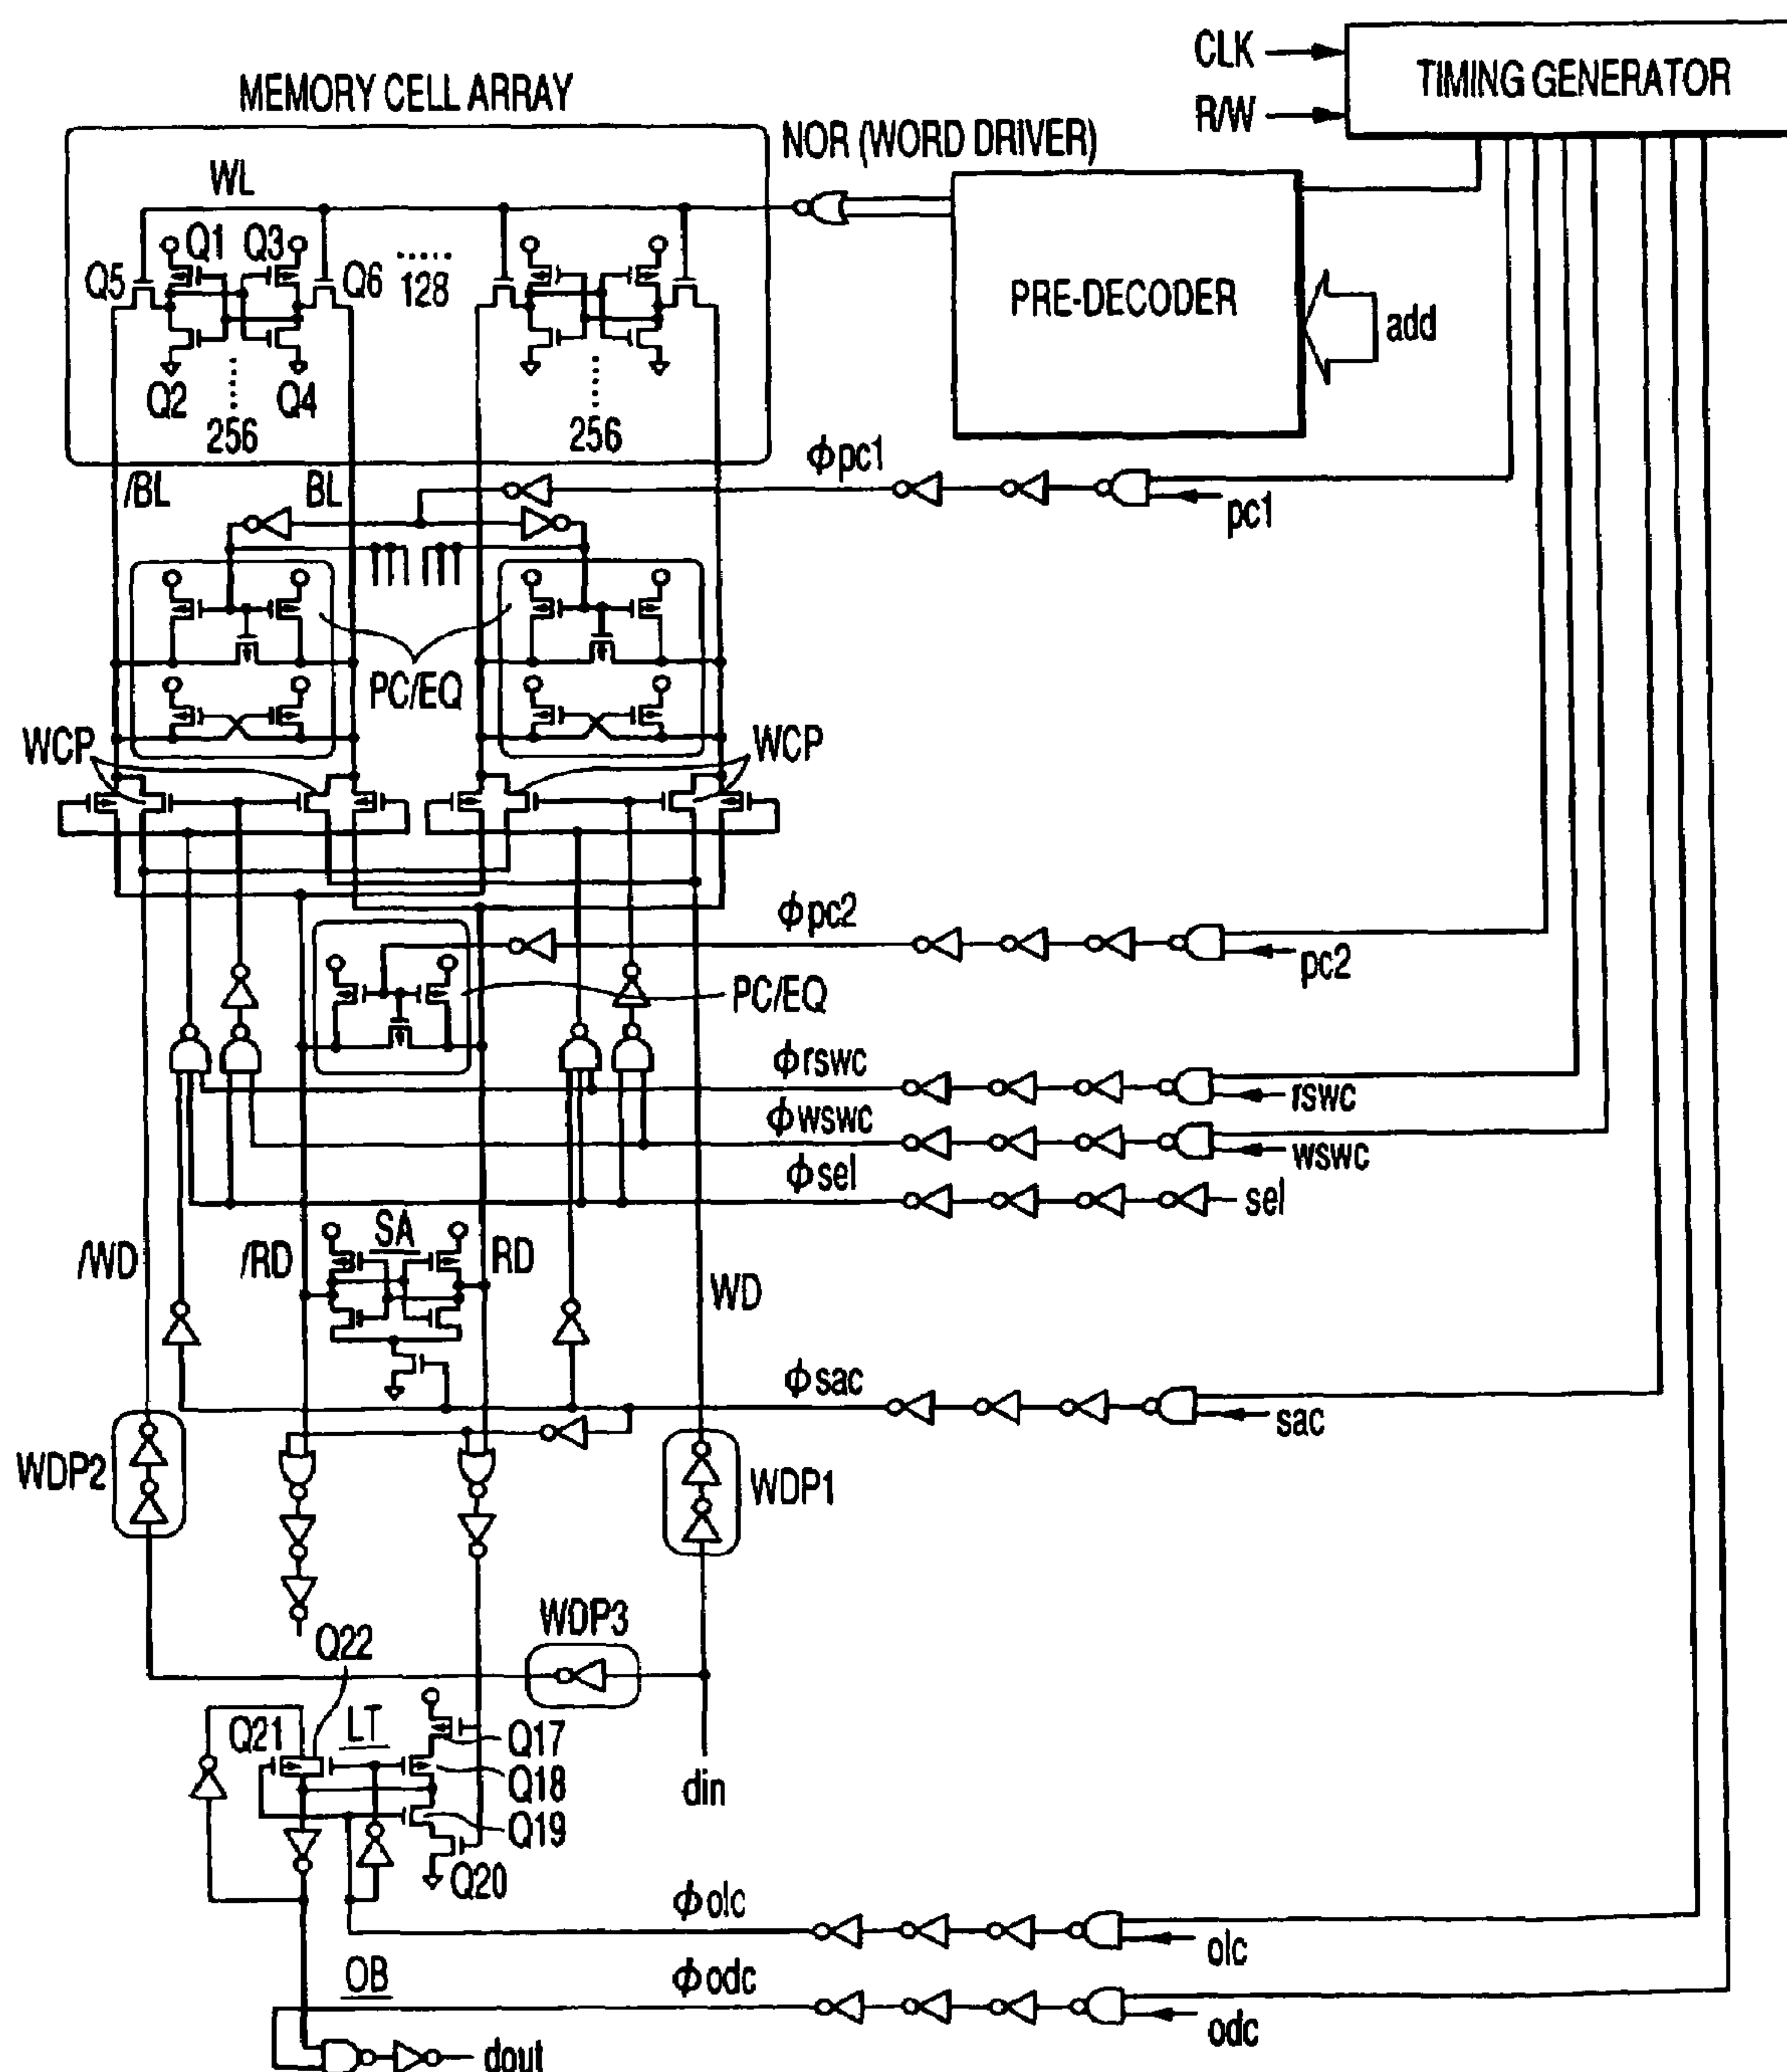 CLK
R/W
TIMING GENERATOR
MEMORY CELL ARRAY
NOR (WORD DRIVER)
WL
Q1
Q3
Q5
Q6
.....
128
PRE-DECODER
add
Q2
Q4
256
256
/BL
BL
ϕpc1
pc1
PC/EQ
WCP
WCP
ϕpc2
pc2
PC/EQ
ϕrswc
rswc
ϕwswc
wswc
ϕsel
sel
SA
/WD
/RD
RD
WD
ϕsac
sac
WDP2
WDP1
WDP3
Q22
Q21
LT
Q17
Q18
Q19
Q20
din
ϕolc
olc
OB
ϕodc
odc
dout